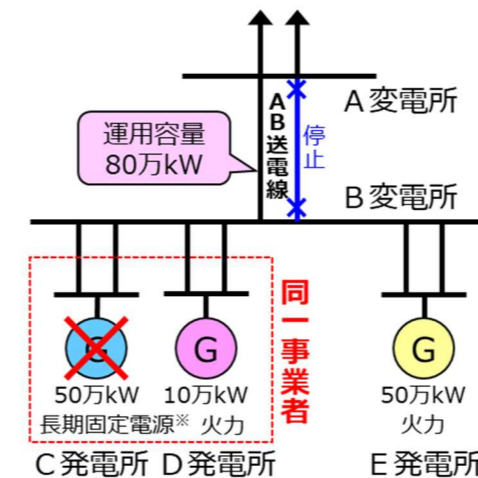 A変電所
AB送電線
停止
運用容量
80万kW
B変電所
同一事業者
G
G
G
50万kW
長期固定電源※
10万kW
火力
50万kW
火力
C発電所
D発電所
E発電所